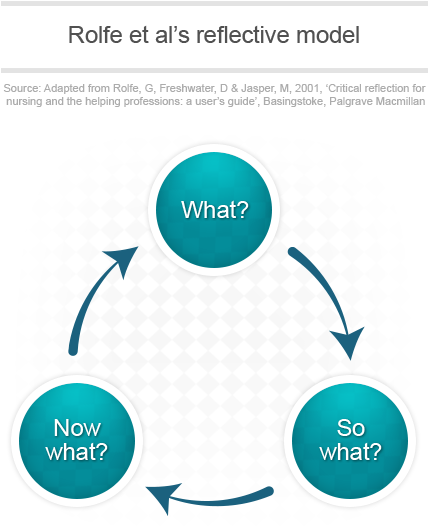 Rolfe et al’s reflective model
Source: Adapted from Rolfe, G, Freshwater, D & Jasper, M, 2001, ‘Critical reflection for
nursing and the helping professions: a user’s guide’, Basingstoke, Palgrave Macmillan
What?
So
what?
Now
what?